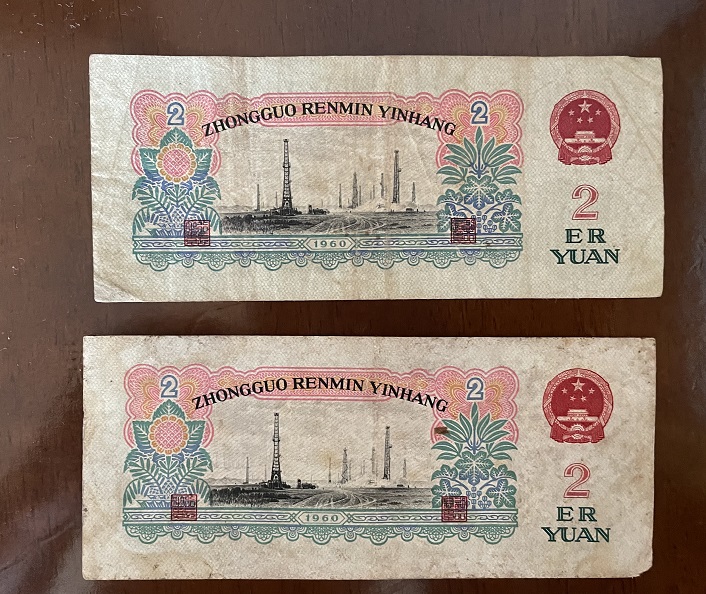 2 2
ZHONGGUO RENMIN YINHANG
1960
2
ER
YUAN
2 2
ZHONGGUO RENMIN YINHANG
1960
2
ER
YUAN